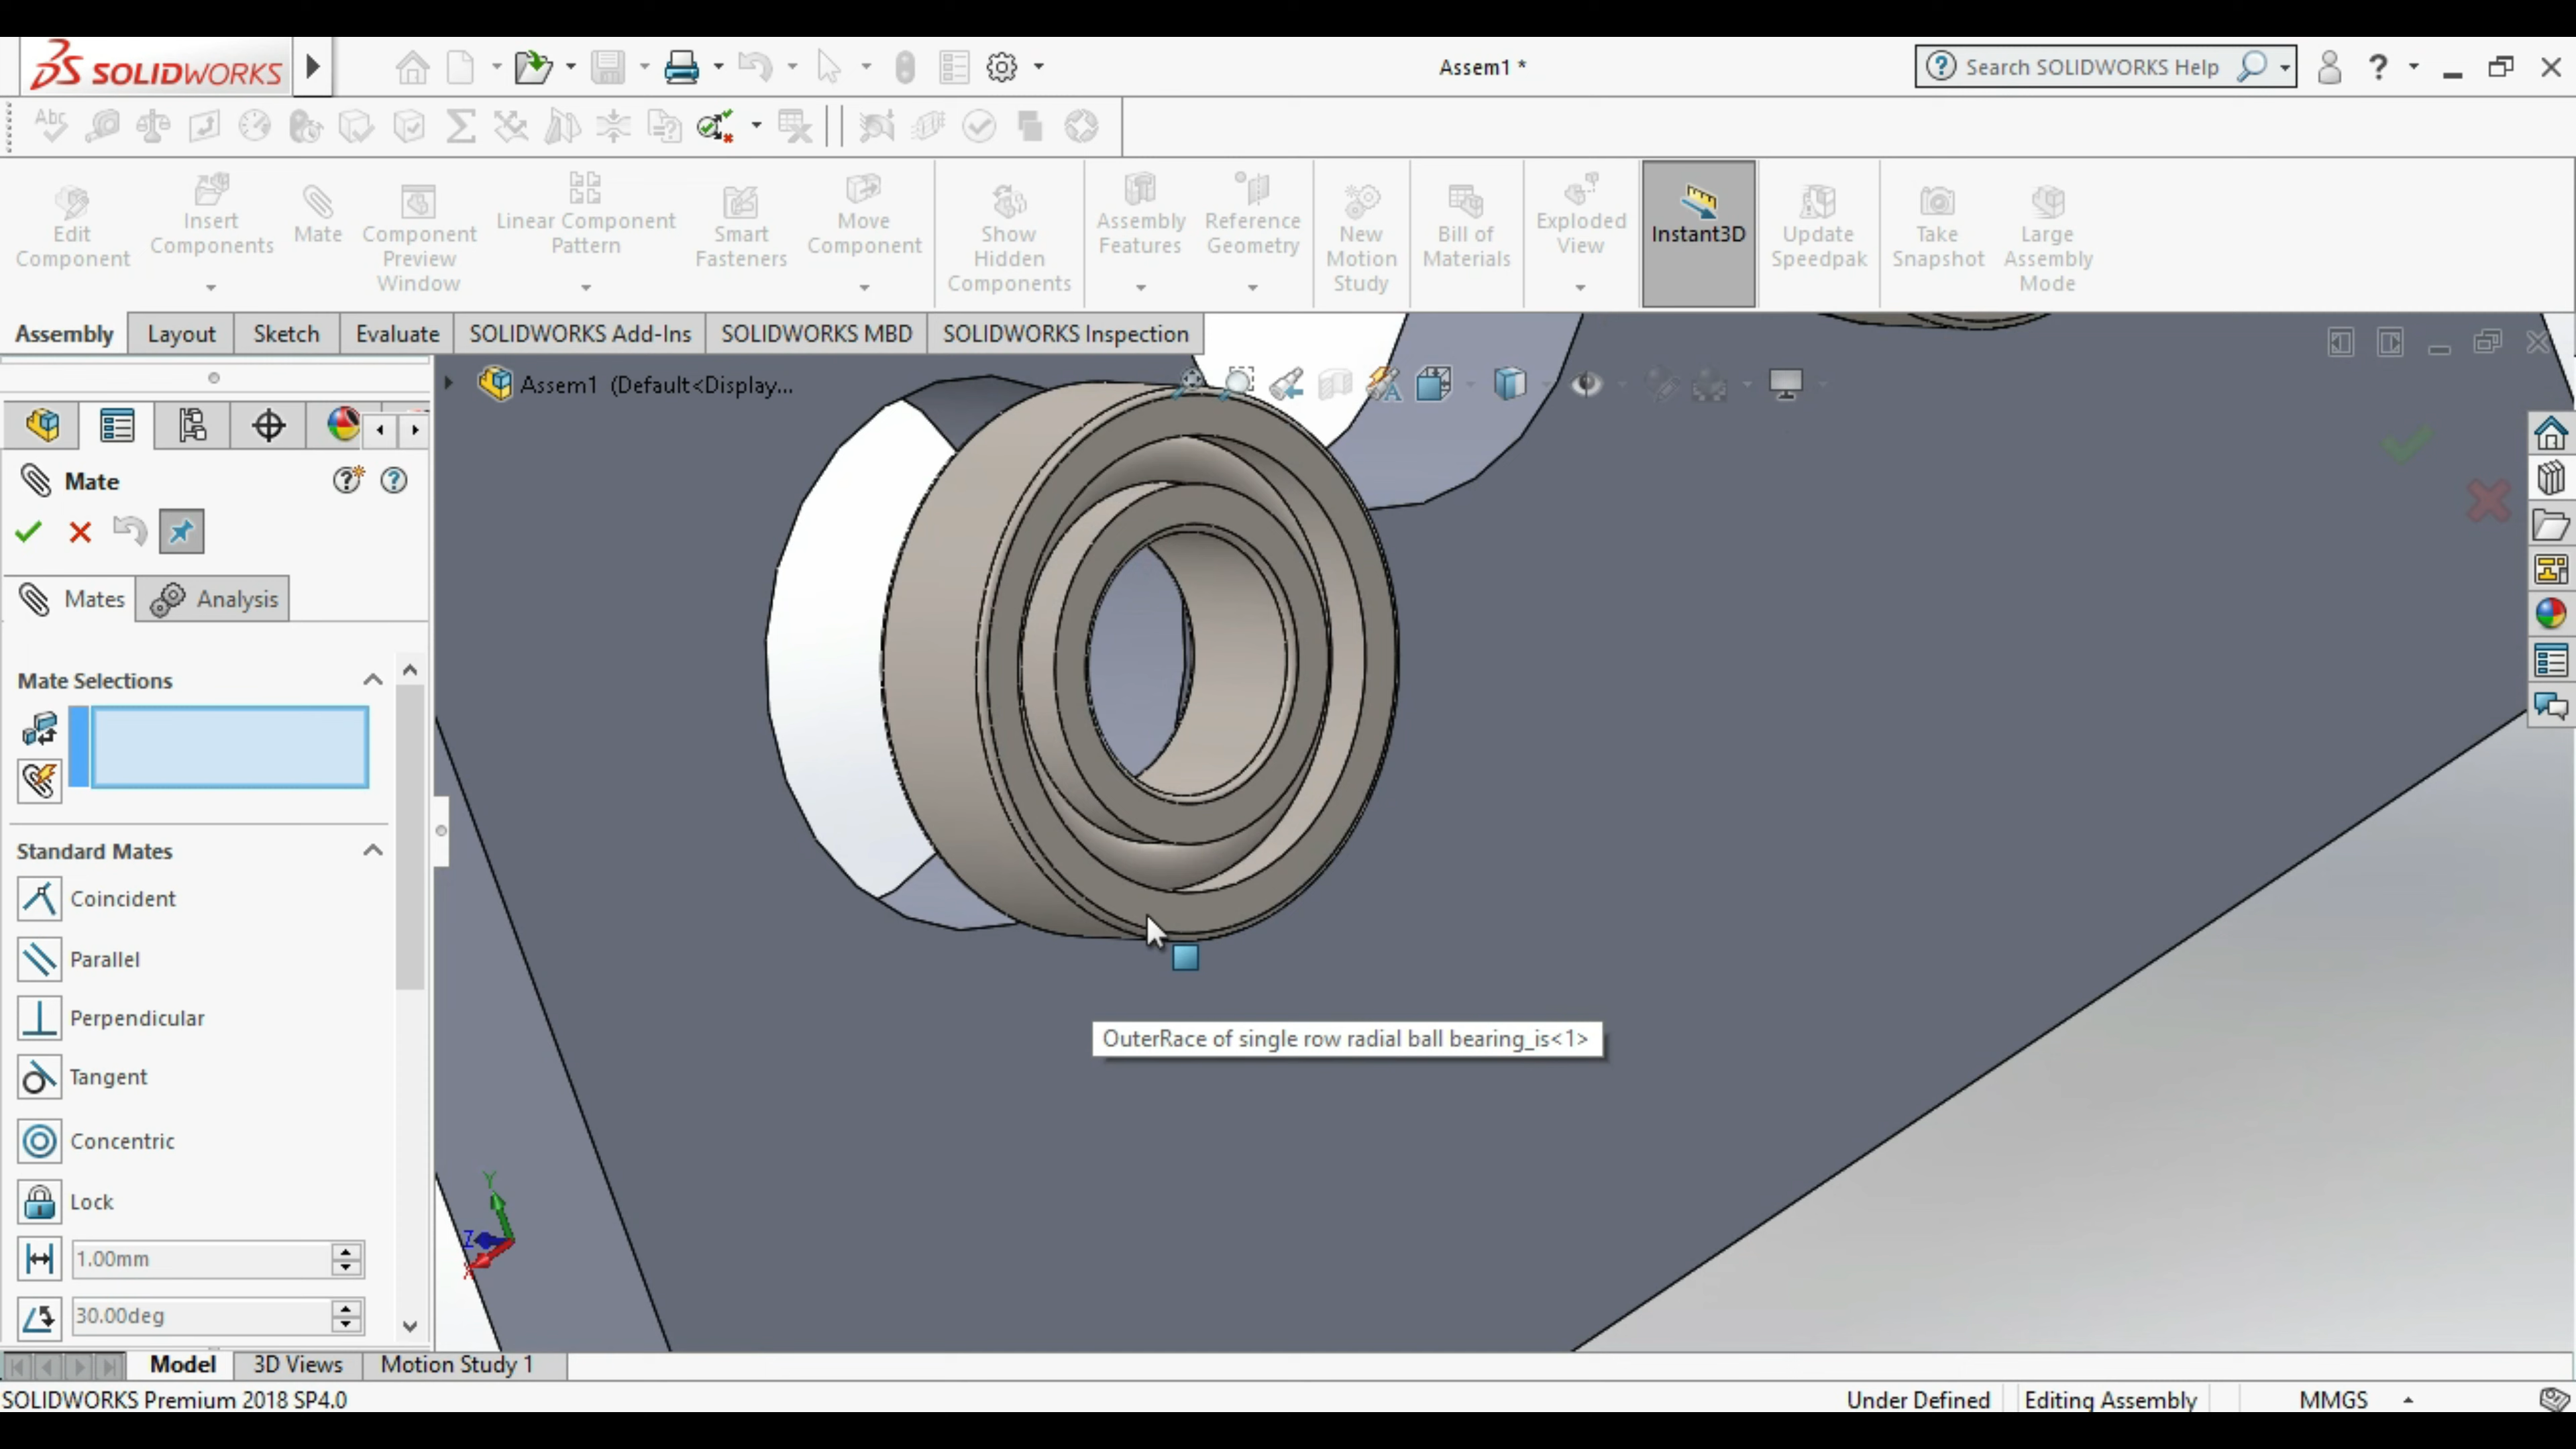 SOLIDWORKS
Assem1 *
Search SOLIDWORKS Help
?
Abc
Edit Component
Insert Components
Mate
Component Preview Window
Linear Component Pattern
Smart Fasteners
Move Component
Show Hidden Components
Assembly Features
Reference Geometry
New Motion Study
Bill of Materials
Exploded View
Instant3D
Update Speedpak
Take Snapshot
Large Assembly Mode
Assembly
Layout
Sketch
Evaluate
SOLIDWORKS Add-Ins
SOLIDWORKS MBD
SOLIDWORKS Inspection
Assem1 (Default<Display...
Mate
Mates
Analysis
Mate Selections
Standard Mates
Coincident
Parallel
Perpendicular
Tangent
Concentric
Lock
1.00mm
30.00deg
OuterRace of single row radial ball bearing_is<1>
Y
Z
X
Model
3D Views
Motion Study 1
SOLIDWORKS Premium 2018 SP4.0
Under Defined
Editing Assembly
MMGS